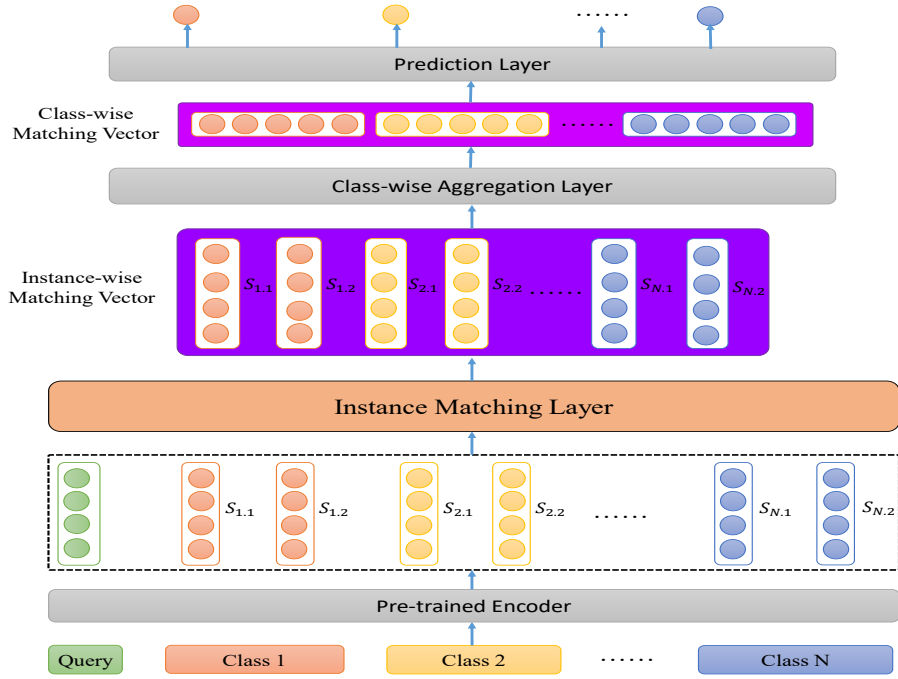 ......
Prediction Layer
Class-wise
Matching Vector
......
Class-wise Aggregation Layer
Instance-wise
Matching Vector
S1.1 S1.2 S2.1 S2.2 ...... SN.1 SN.2
Instance Matching Layer
S1.1 S1.2 S2.1 S2.2 ...... SN.1 SN.2
Pre-trained Encoder
Query Class 1 Class 2 ...... Class N